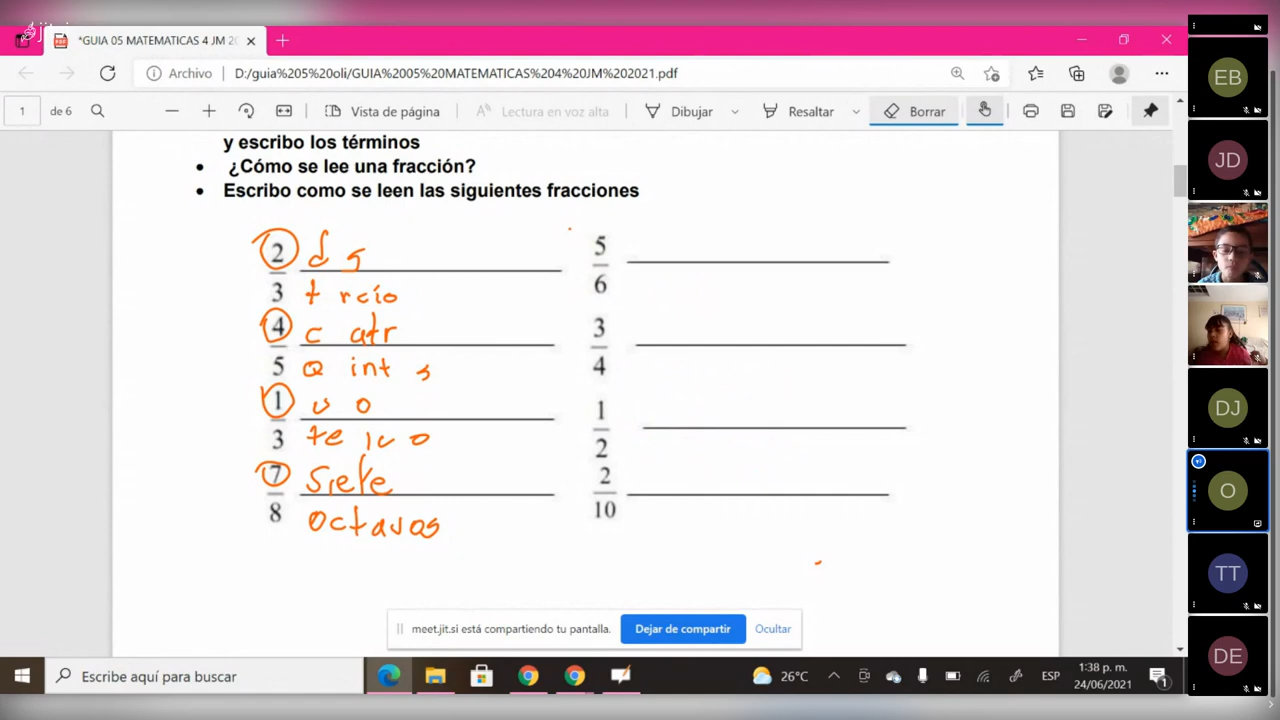 *GUIA 05 MATEMATICAS 4 JM 20
Archivo D:/guia%205%20oli/GUIA%2005%20MATEMATICAS%204%20JM%202021.pdf
1 de 6 Vista de página Lectura en voz alta Dibujar Resaltar Borrar
y escribo los términos
• ¿Cómo se lee una fracción?
• Escribo como se leen las siguientes fracciones
2 d s
3 t rcio
4 c atr
5 Q int s
1 u o
3
7 siete
8 octavos
5
6
3
4
1
2
2
10
EB
JD
DJ
O
TT
DE
meet.jit.si está compartiendo tu pantalla. Dejar de compartir Ocultar
Escribe aquí para buscar 26°C ESP 1:38 p. m.
24/06/2021 1